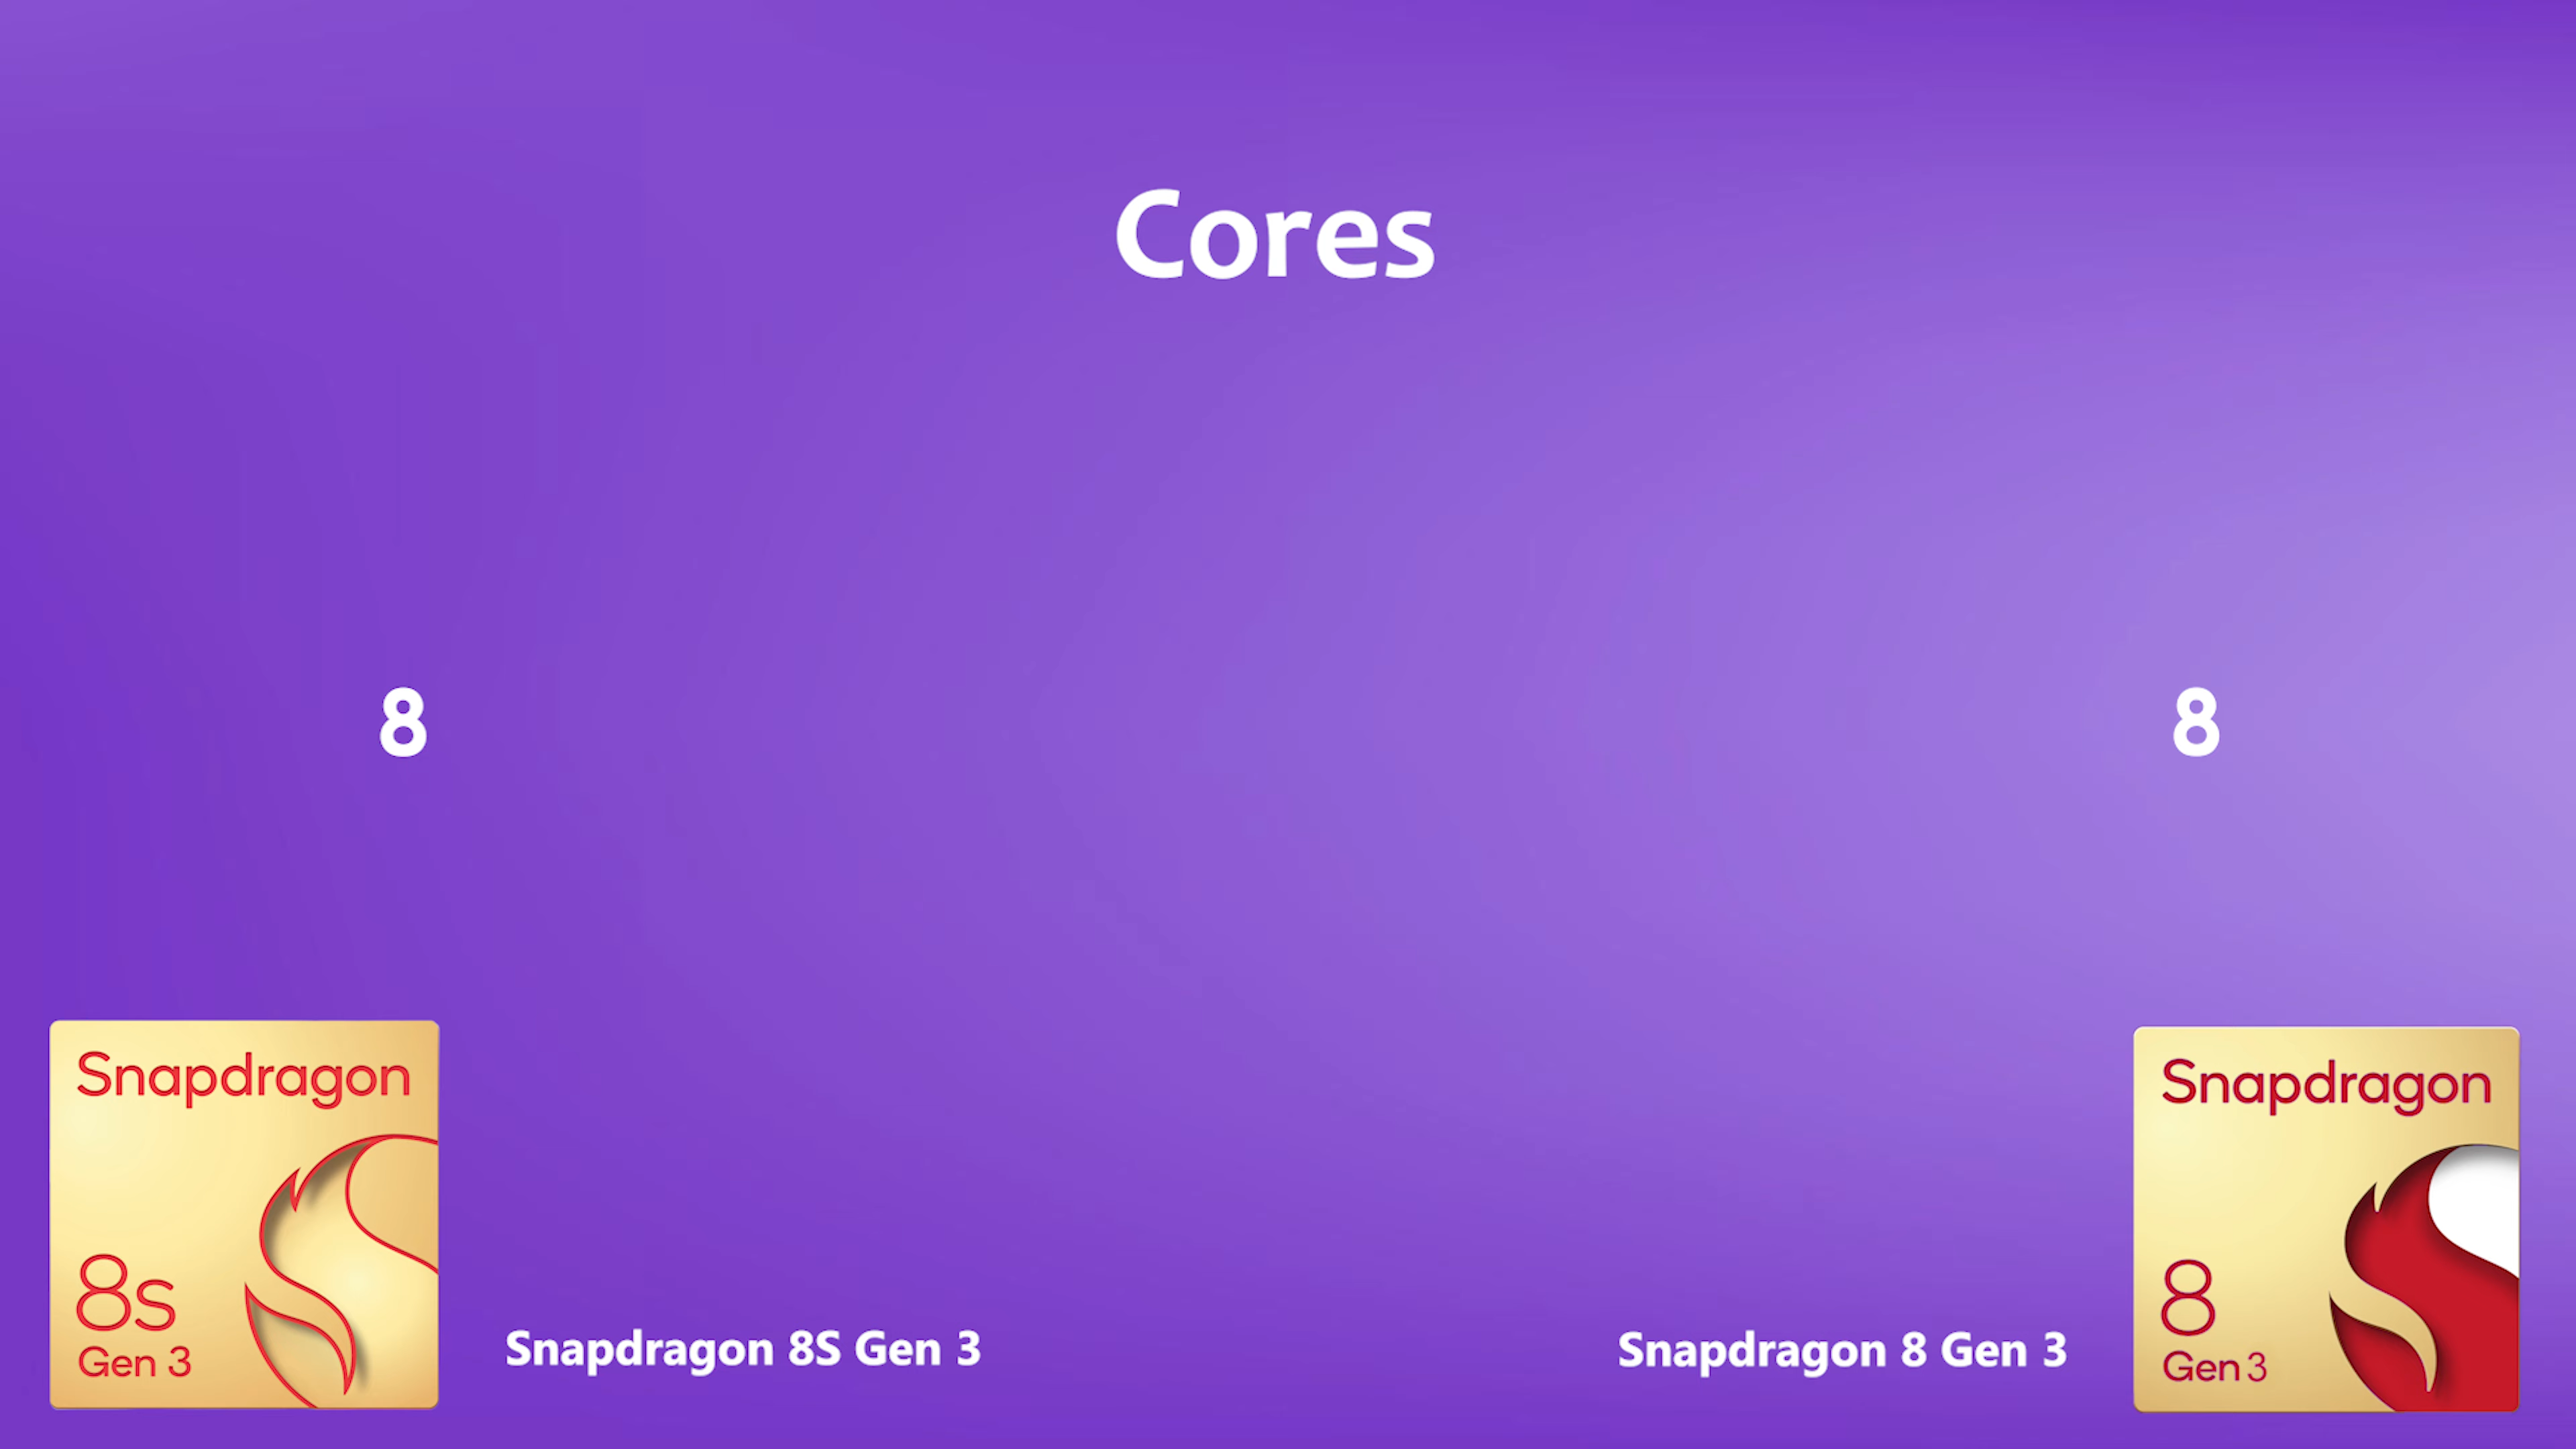 Cores
8
8
Snapdragon
8s
Gen 3
Snapdragon 8S Gen 3
Snapdragon 8 Gen 3
Snapdragon
8
Gen 3